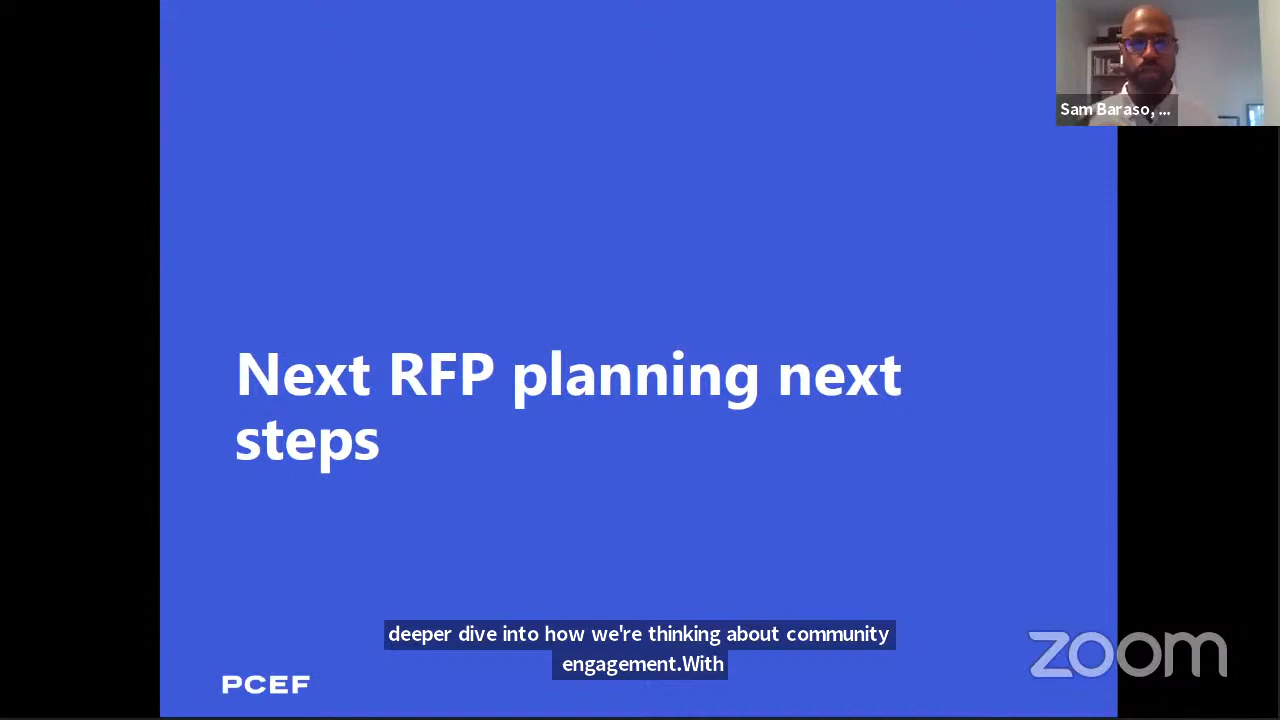 Sam Baraso, ...
Next RFP planning next
steps
deeper dive into how we're thinking about community
engagement.With
PCEF
zoom